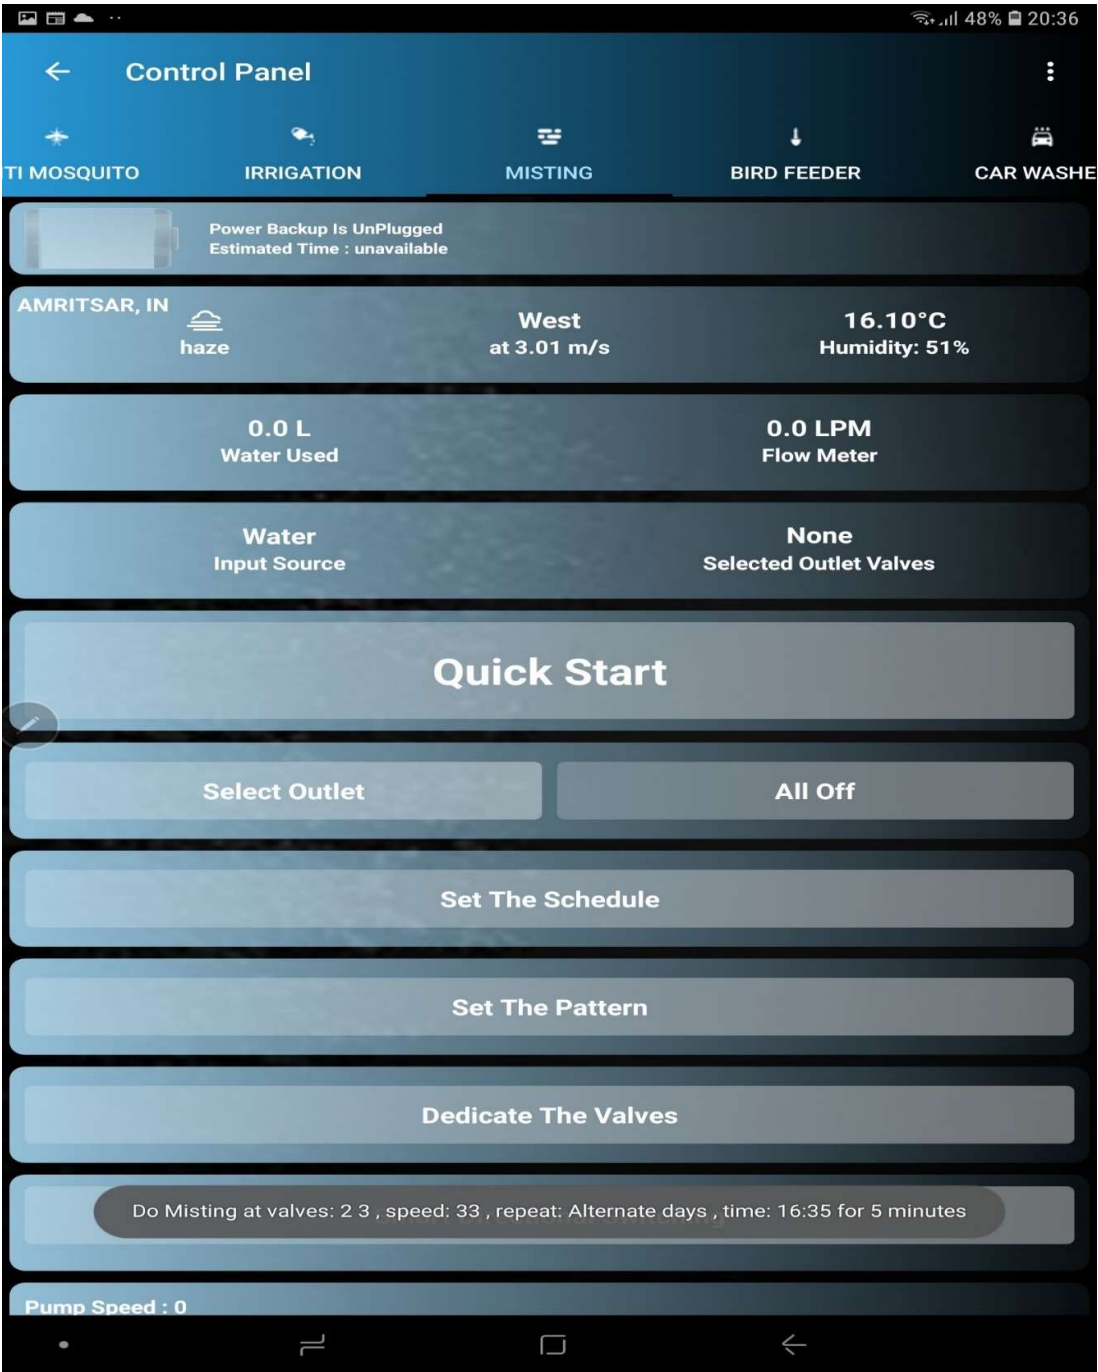 48% 20:36
Control Panel
TI MOSQUITO IRRIGATION MISTING BIRD FEEDER CAR WASHE
Power Backup Is UnPlugged
Estimated Time : unavailable
AMRITSAR, IN
haze
West
at 3.01 m/s
16.10°C
Humidity: 51%
0.0 L
Water Used
0.0 LPM
Flow Meter
Water
Input Source
None
Selected Outlet Valves
Quick Start
Select Outlet
All Off
Set The Schedule
Set The Pattern
Dedicate The Valves
Do Misting at valves: 2 3 , speed: 33 , repeat: Alternate days , time: 16:35 for 5 minutes
Pump Speed : 0